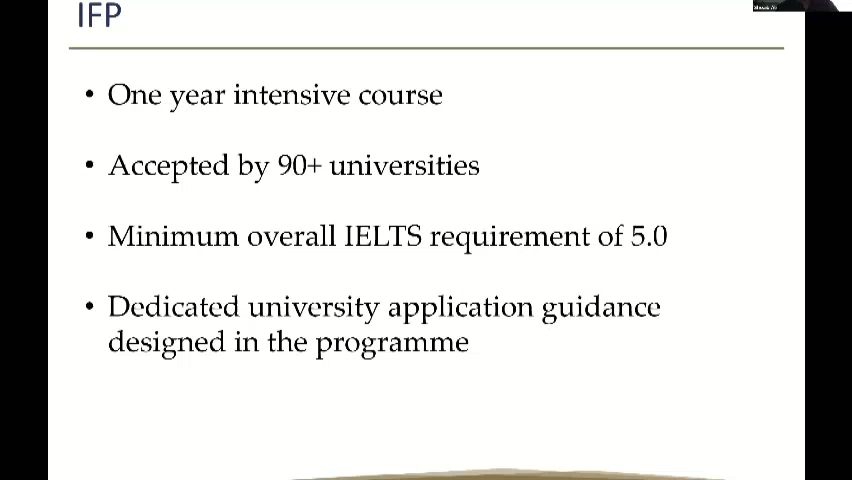 IFP
• One year intensive course
• Accepted by 90+ universities
• Minimum overall IELTS requirement of 5.0
• Dedicated university application guidance
designed in the programme